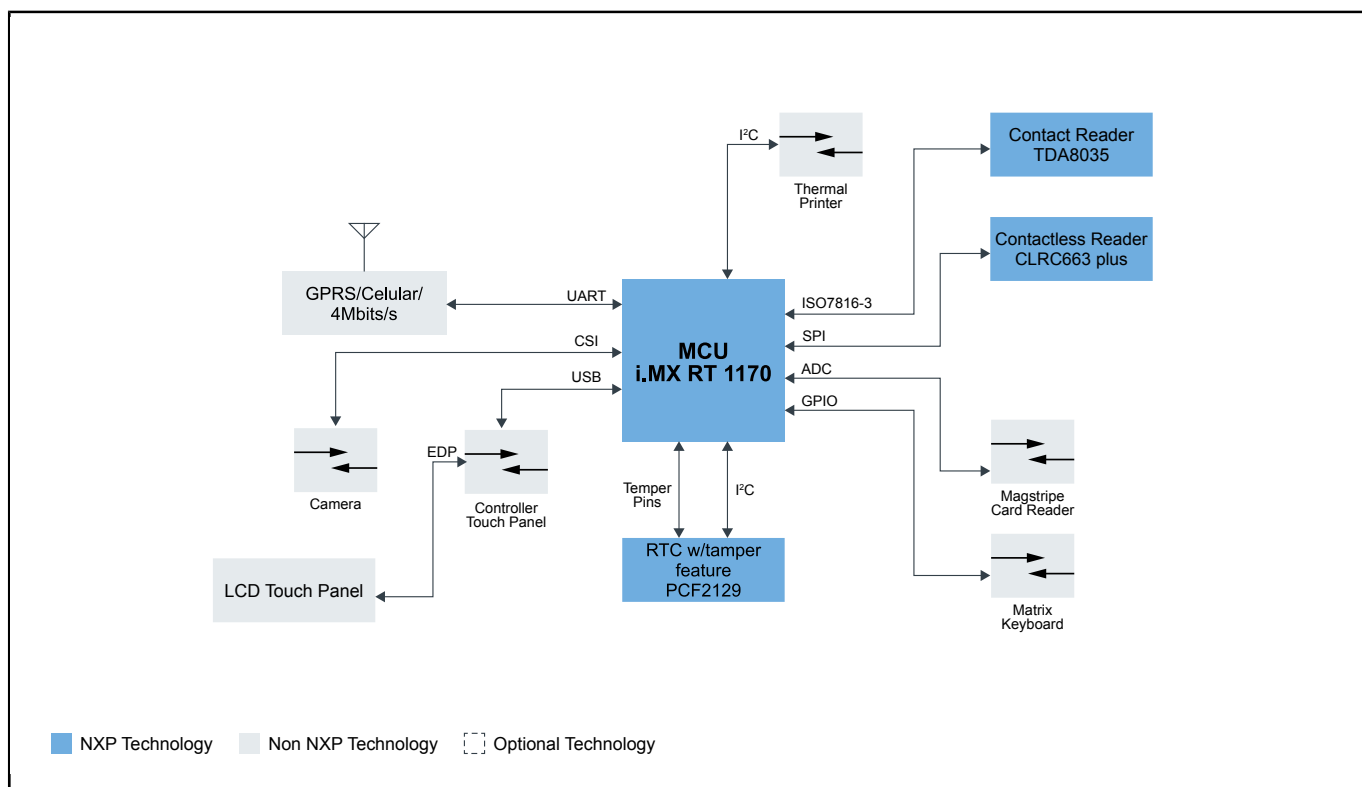 I²C
Thermal
Printer
Contact Reader
TDA8035
Contactless Reader
CLRC663 plus
GPRS/Celular/
4Mbits/s
UART
CSI
USB
MCU
i.MX RT 1170
ISO7816-3
SPI
ADC
GPIO
Camera
EDP
Controller
Touch Panel
Temper
Pins
I²C
Magstripe
Card Reader
LCD Touch Panel
RTC w/tamper
feature
PCF2129
Matrix
Keyboard
NXP Technology
Non NXP Technology
Optional Technology